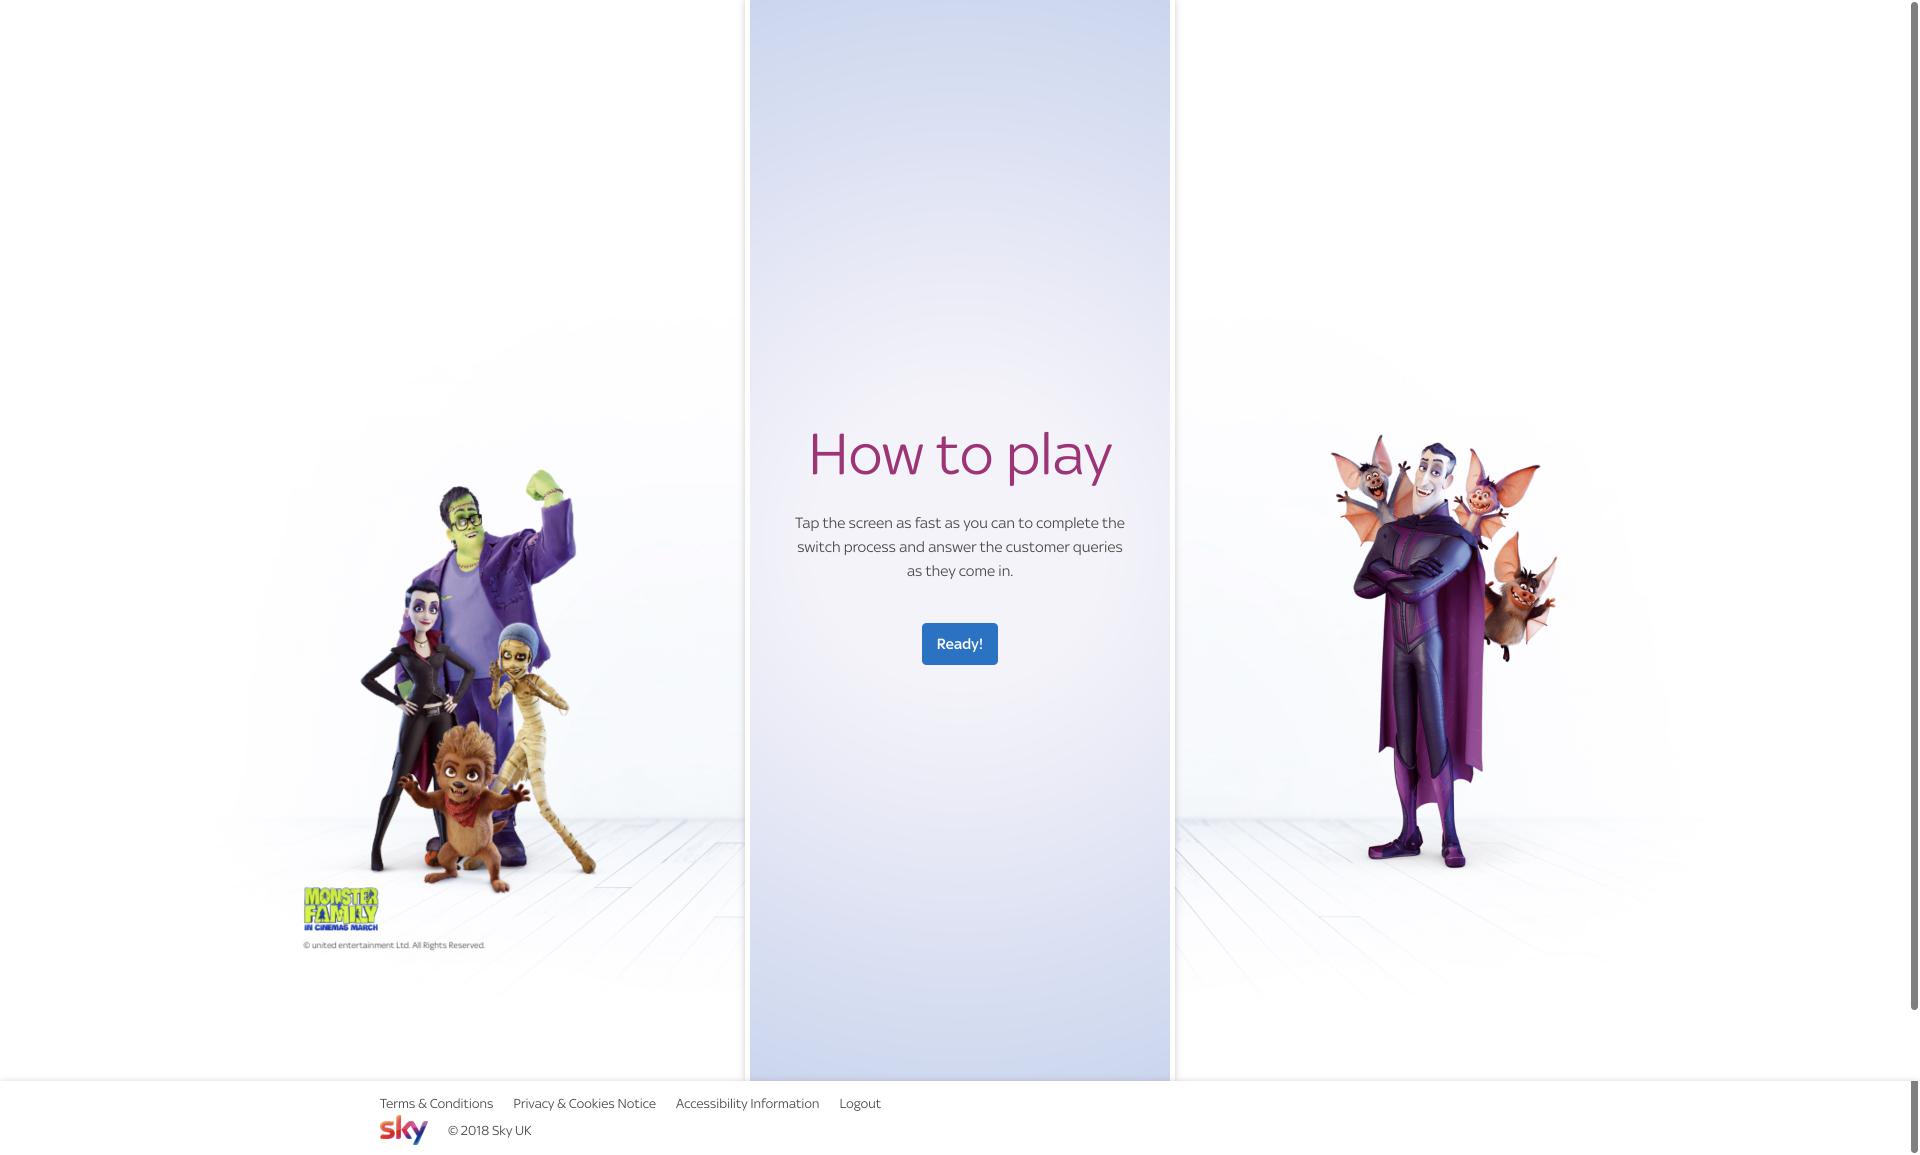 How to play
Tap the screen as fast as you can to complete the
switch process and answer the customer queries
as they come in.
Ready!
MONSTER
FAMILY
IN CINEMAS MARCH
© united entertainment Ltd. All Rights Reserved.
Terms & Conditions Privacy & Cookies Notice Accessibility Information Logout
sky © 2018 Sky UK